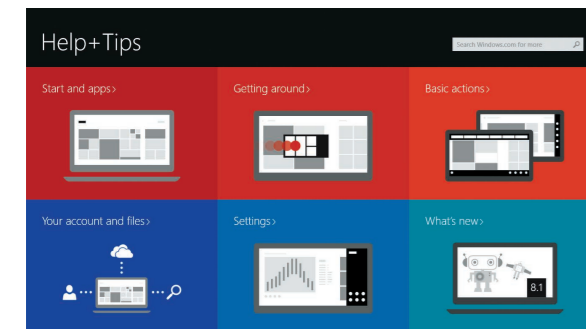 Help+Tips
Search Windows.com for more
Start and apps>
Getting around>
Basic actions>
Your account and files>
Settings>
What's new>
8.1